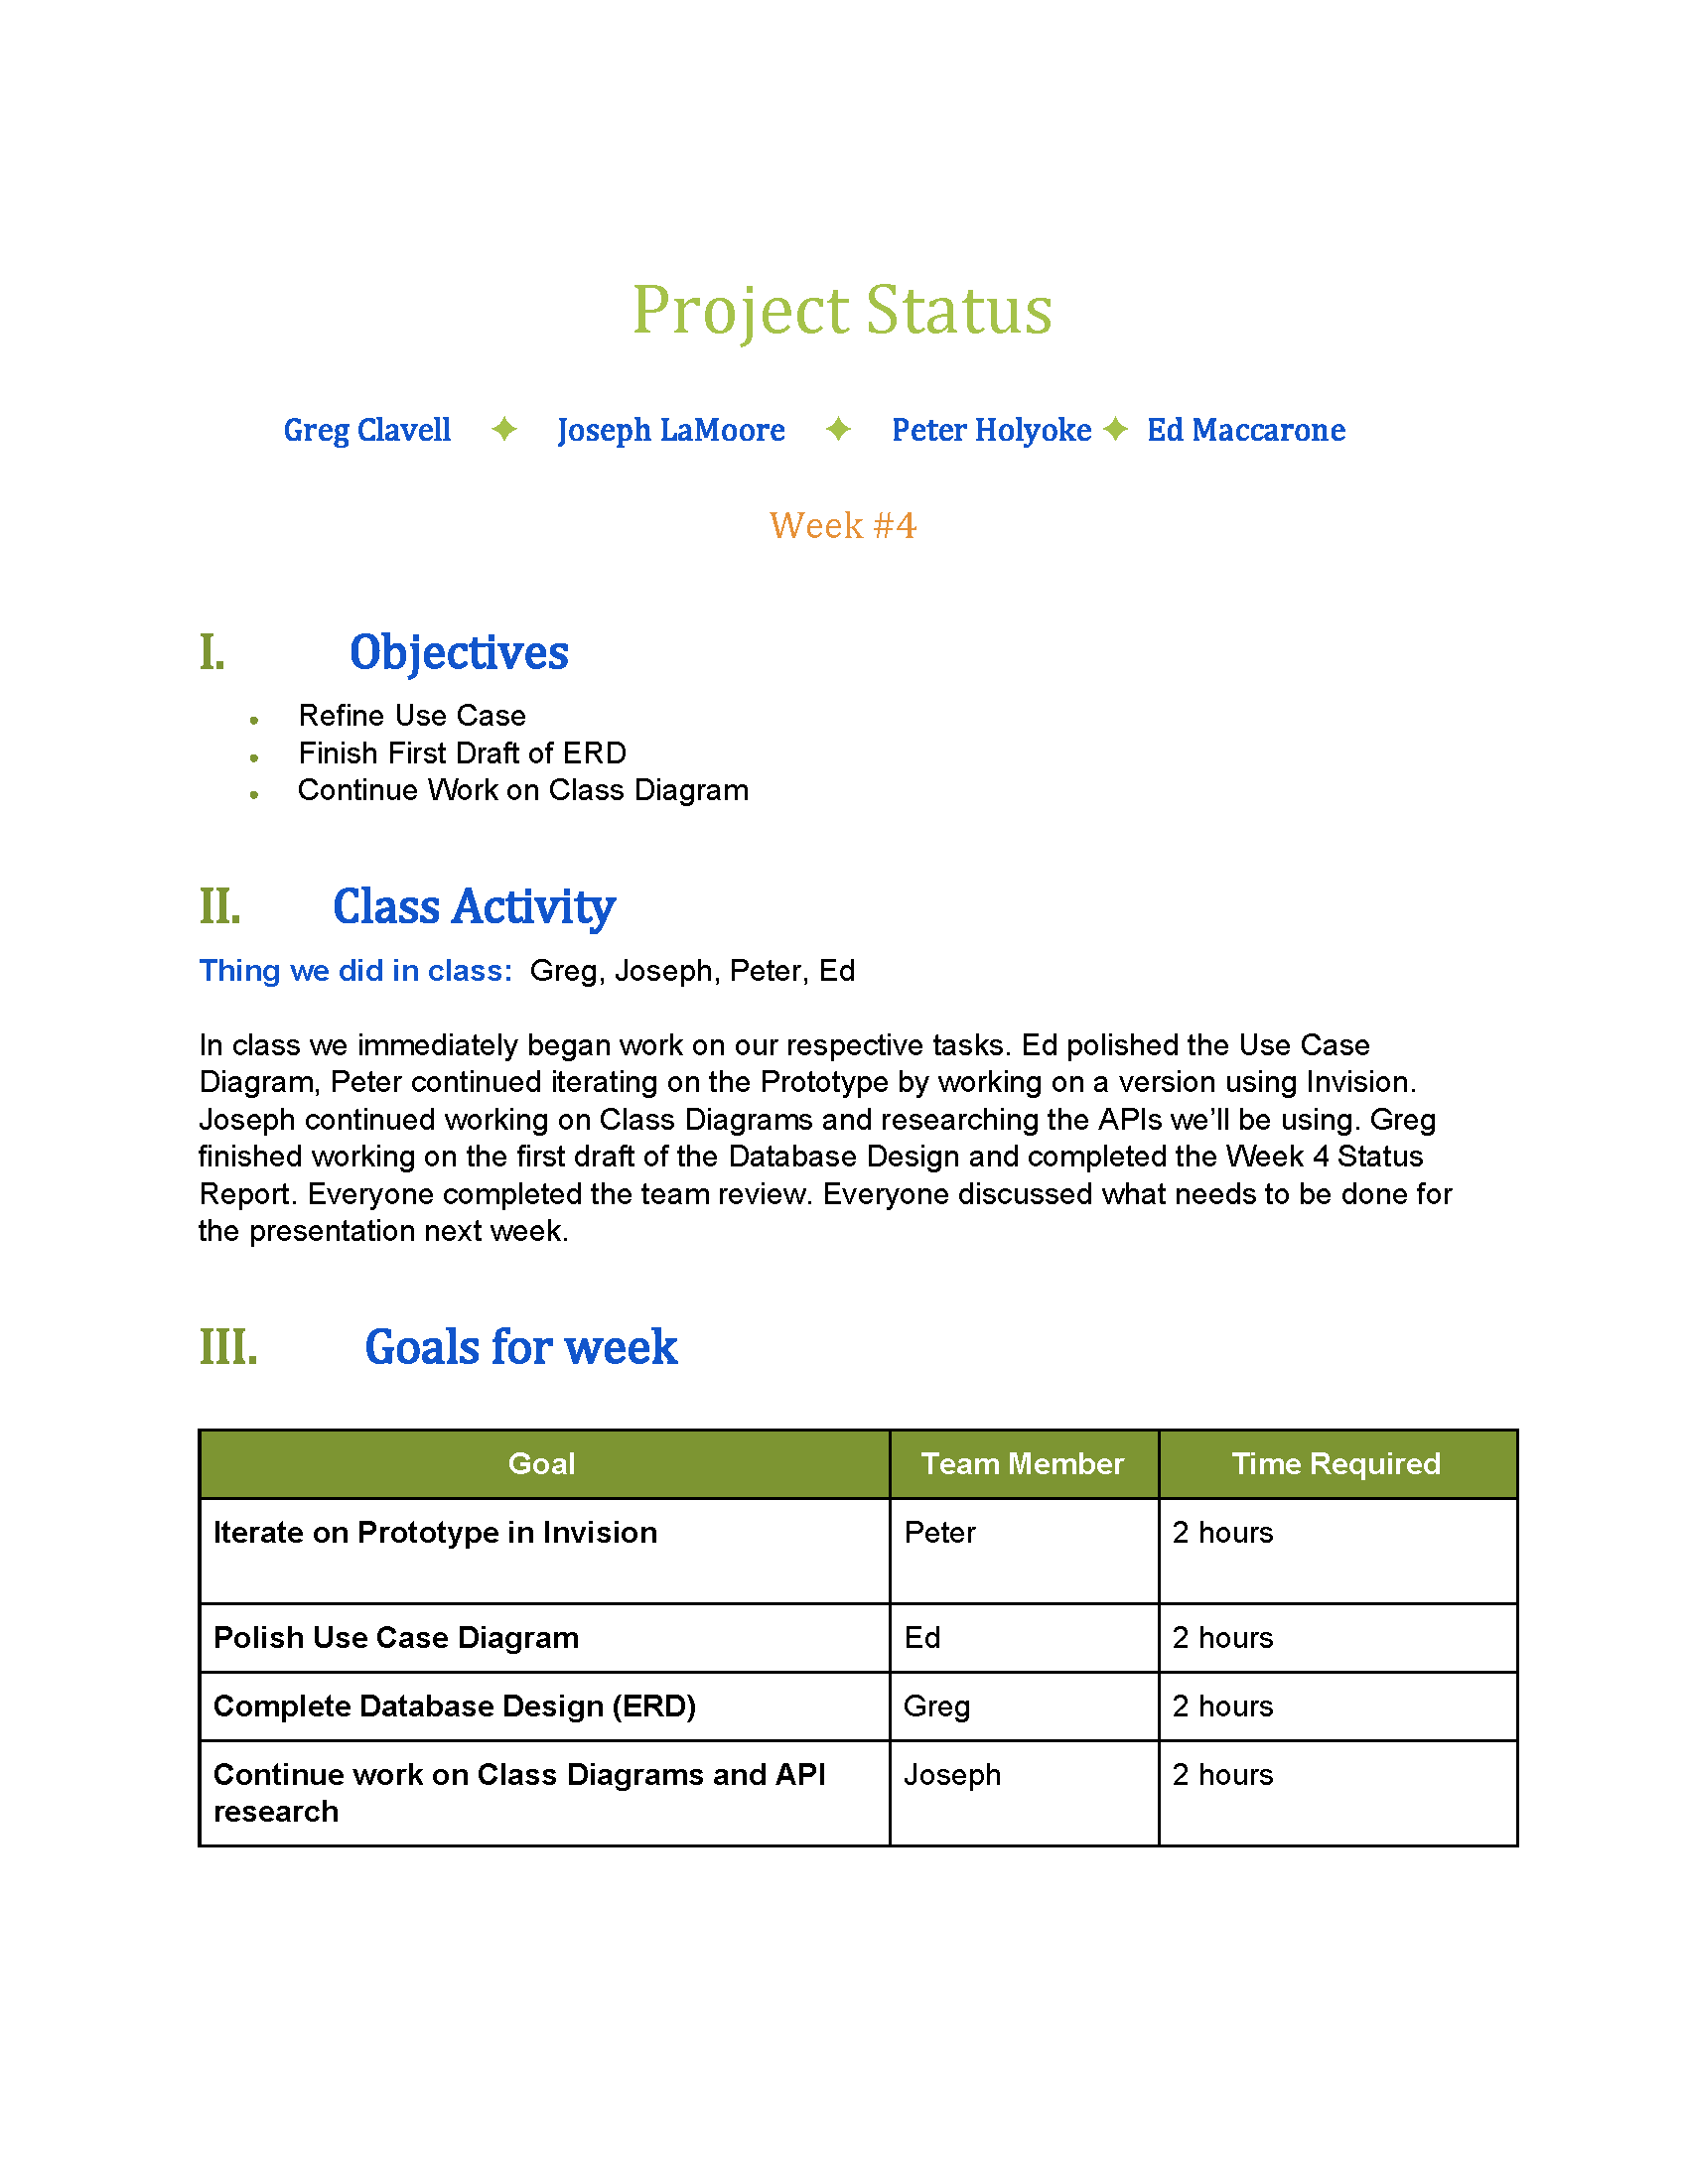 Project Status
Greg Clavell ✦ Joseph LaMoore ✦ Peter Holyoke ✦ Ed Maccarone
Week #4
I. Objectives
• Refine Use Case
• Finish First Draft of ERD
• Continue Work on Class Diagram
II. Class Activity
Thing we did in class: Greg, Joseph, Peter, Ed
In class we immediately began work on our respective tasks. Ed polished the Use Case
Diagram, Peter continued iterating on the Prototype by working on a version using Invision.
Joseph continued working on Class Diagrams and researching the APIs we’ll be using. Greg
finished working on the first draft of the Database Design and completed the Week 4 Status
Report. Everyone completed the team review. Everyone discussed what needs to be done for
the presentation next week.
III. Goals for week
Goal Team Member Time Required
Iterate on Prototype in Invision Peter 2 hours
Polish Use Case Diagram Ed 2 hours
Complete Database Design (ERD) Greg 2 hours
Continue work on Class Diagrams and API Joseph 2 hours
research